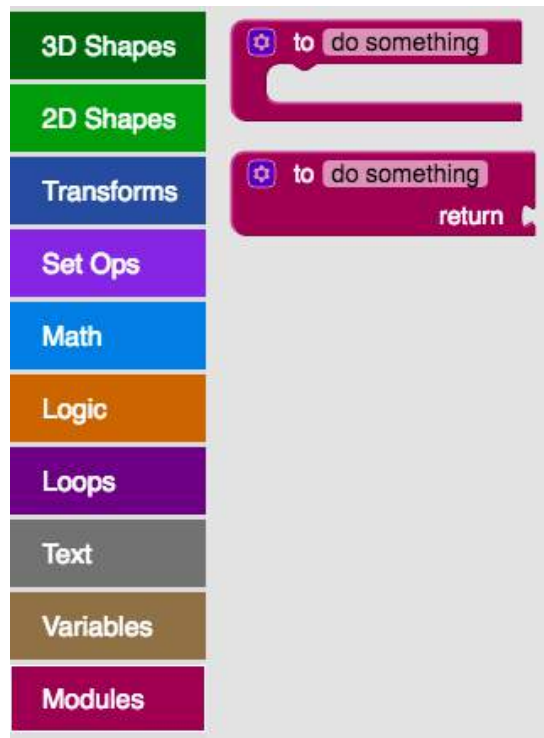 3D Shapes
2D Shapes
Transforms
Set Ops
Math
Logic
Loops
Text
Variables
Modules
to do something
to do something
return